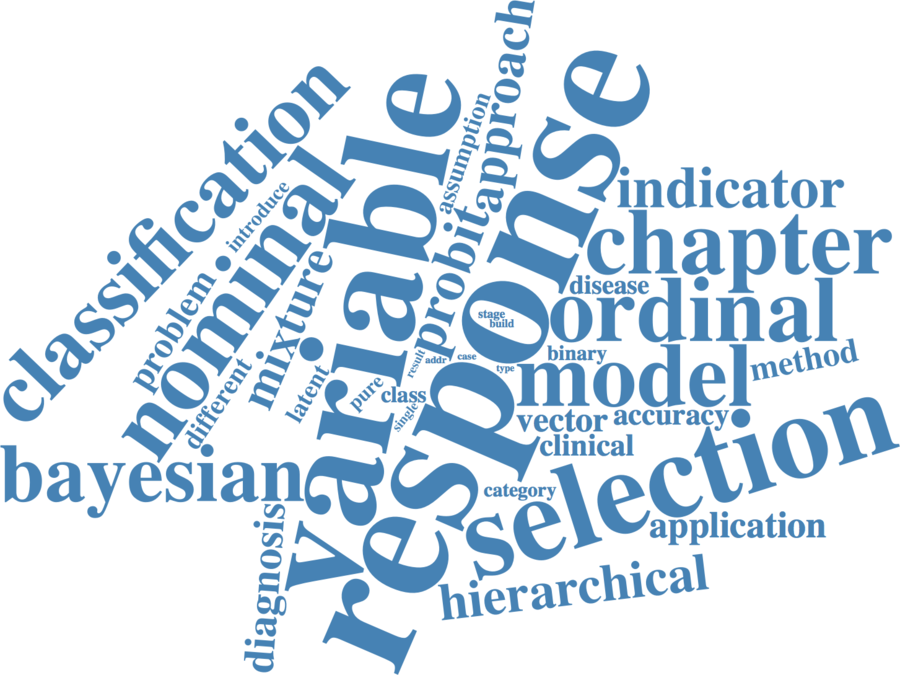 classification
nominal
introduce
problem
different
mixture
latent
variable
assumption
approach
probit
response
indicator
chapter
disease
ordinal
stage
build
binary
model
method
result
addr
case
type
pure
class
single
vector
accuracy
clinical
bayesian
selection
category
application
diagnosis
hierarchical